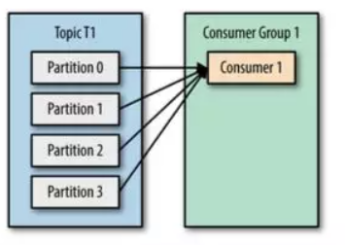 Topic T1
Partition 0
Partition 1
Partition 2
Partition 3
Consumer Group 1
Consumer 1